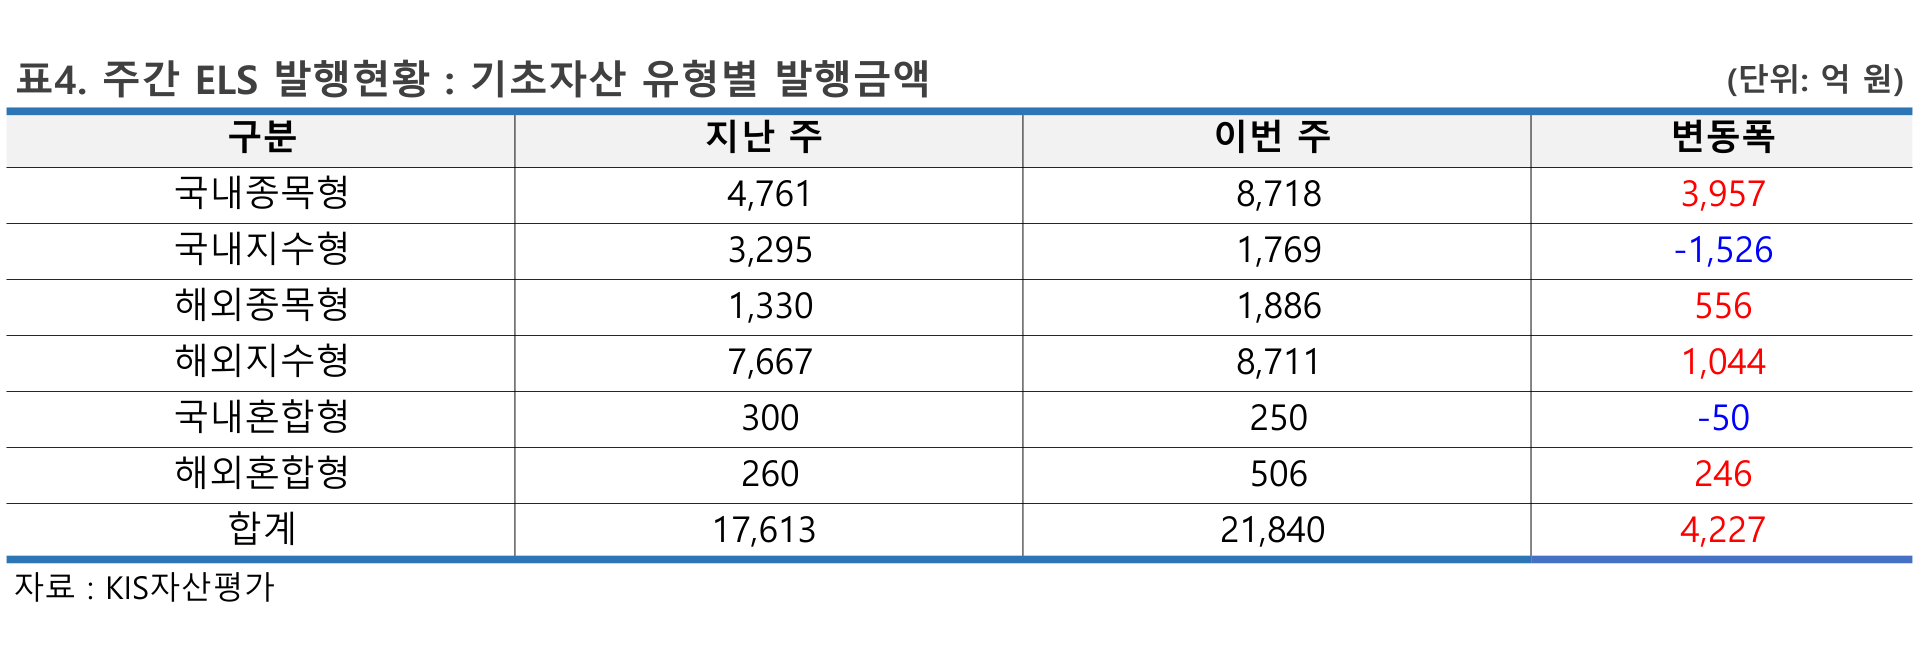 표4. 주간 ELS 발행현황 : 기초자산 유형별 발행금액 (단위: 억 원)
구분 지난 주 이번 주 변동폭
국내종목형 4,761 8,718 3,957
국내지수형 3,295 1,769 -1,526
해외종목형 1,330 1,886 556
해외지수형 7,667 8,711 1,044
국내혼합형 300 250 -50
해외혼합형 260 506 246
합계 17,613 21,840 4,227
자료 : KIS자산평가